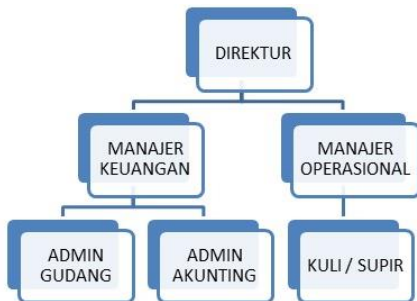 DIREKTUR
MANAJER
KEUANGAN
MANAJER
OPERASIONAL
ADMIN
GUDANG
ADMIN
AKUNTING
KULI / SUPIR